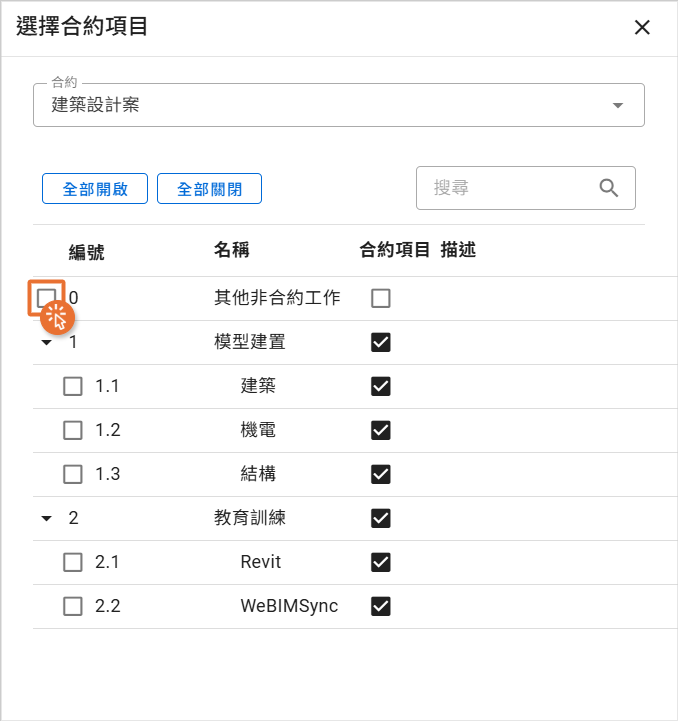 選擇合約項目
合約
建築設計案
全部開啟 全部關閉 搜尋
編號 名稱 合約項目 描述
0 其他非合約工作
1 模型建置
1.1 建築
1.2 機電
1.3 結構
2 教育訓練
2.1 Revit
2.2 WeBIMSync